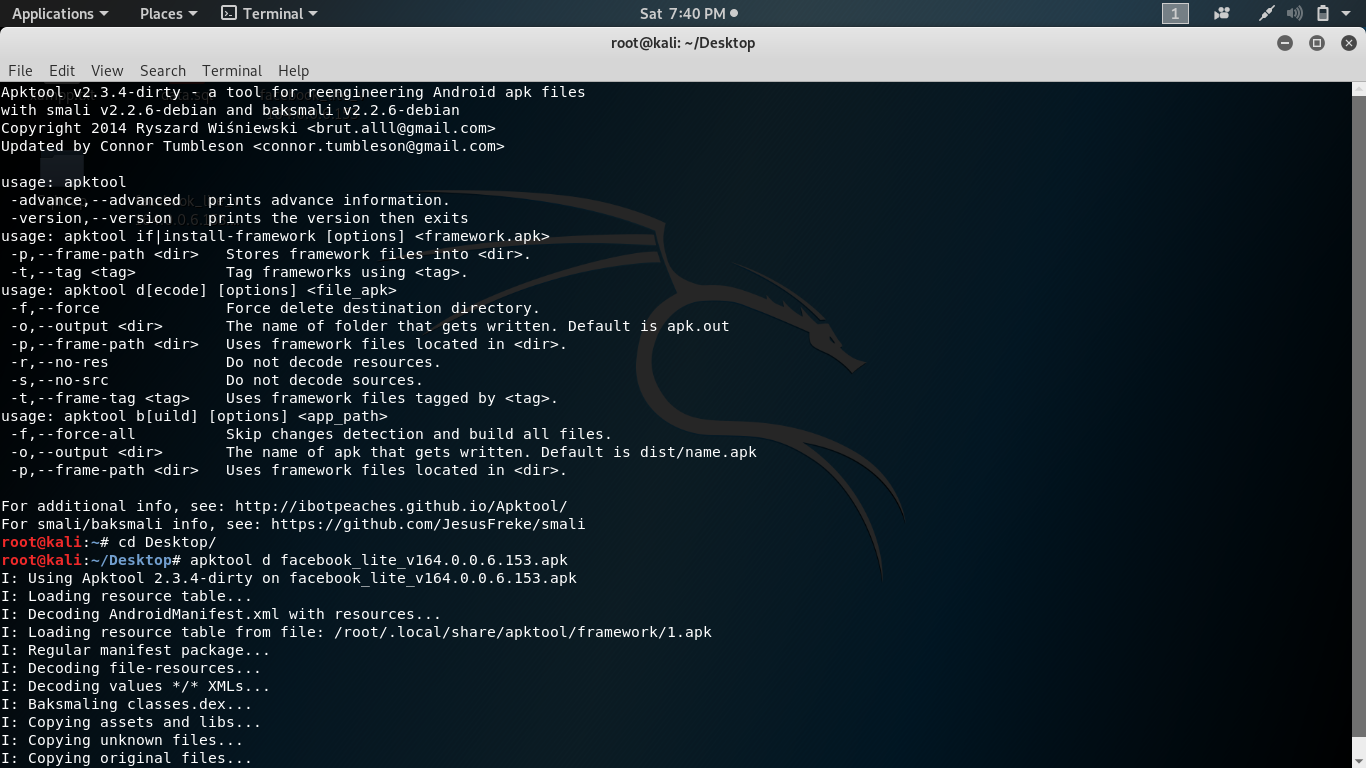 Applications Places Terminal Sat 7:40 PM 1
root@kali: ~/Desktop
File Edit View Search Terminal Help
Apktool v2.3.4-dirty - a tool for reengineering Android apk files
with smali v2.2.6-debian and baksmali v2.2.6-debian
Copyright 2014 Ryszard Wiśniewski <brut.alll@gmail.com>
Updated by Connor Tumbleson <connor.tumbleson@gmail.com>
usage: apktool
 -advance,--advanced   prints advance information.
 -version,--version    prints the version then exits
usage: apktool if|install-framework [options] <framework.apk>
 -p,--frame-path <dir>   Stores framework files into <dir>.
 -t,--tag <tag>          Tag frameworks using <tag>.
usage: apktool d[ecode] [options] <file_apk>
 -f,--force              Force delete destination directory.
 -o,--output <dir>       The name of folder that gets written. Default is apk.out
 -p,--frame-path <dir>   Uses framework files located in <dir>.
 -r,--no-res             Do not decode resources.
 -s,--no-src             Do not decode sources.
 -t,--frame-tag <tag>    Uses framework files tagged by <tag>.
usage: apktool b[uild] [options] <app_path>
 -f,--force-all          Skip changes detection and build all files.
 -o,--output <dir>       The name of apk that gets written. Default is dist/name.apk
 -p,--frame-path <dir>   Uses framework files located in <dir>.
For additional info, see: http://ibotpeaches.github.io/Apktool/
For smali/baksmali info, see: https://github.com/JesusFreke/smali
root@kali:~# cd Desktop/
root@kali:~/Desktop# apktool d facebook_lite_v164.0.0.6.153.apk
I: Using Apktool 2.3.4-dirty on facebook_lite_v164.0.0.6.153.apk
I: Loading resource table...
I: Decoding AndroidManifest.xml with resources...
I: Loading resource table from file: /root/.local/share/apktool/framework/1.apk
I: Regular manifest package...
I: Decoding file-resources...
I: Decoding values */* XMLs...
I: Baksmaling classes.dex...
I: Copying assets and libs...
I: Copying unknown files...
I: Copying original files...